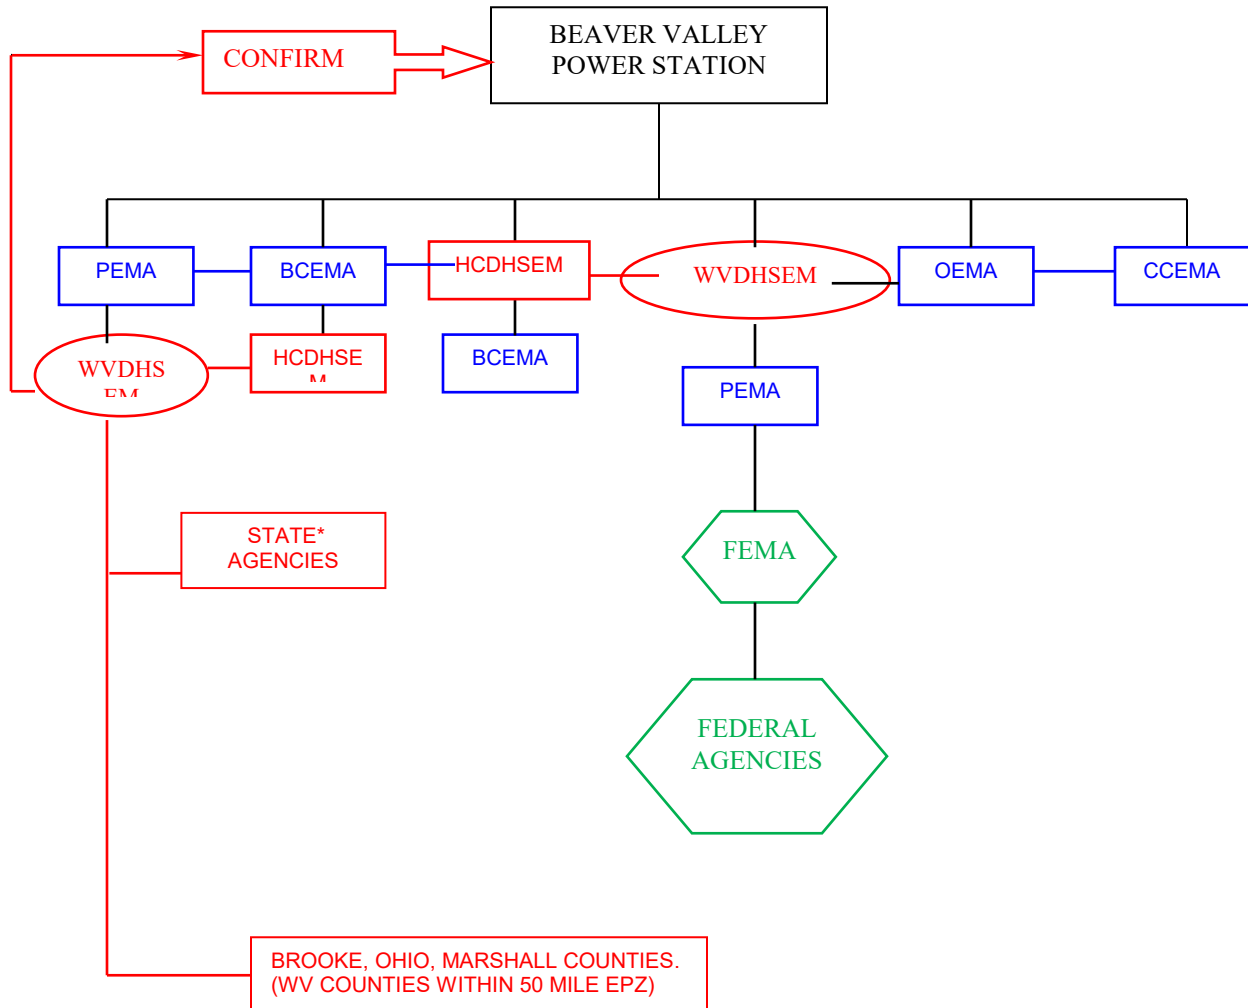 CONFIRM
BEAVER VALLEY
POWER STATION
PEMA
BCEMA
HCDHSEM
WVDHSEM
OEMA
CCEMA
WVDHS
EM
HCDHSE
M
BCEMA
PEMA
STATE*
AGENCIES
FEMA
FEDERAL
AGENCIES
BROOKE, OHIO, MARSHALL COUNTIES.
(WV COUNTIES WITHIN 50 MILE EPZ)